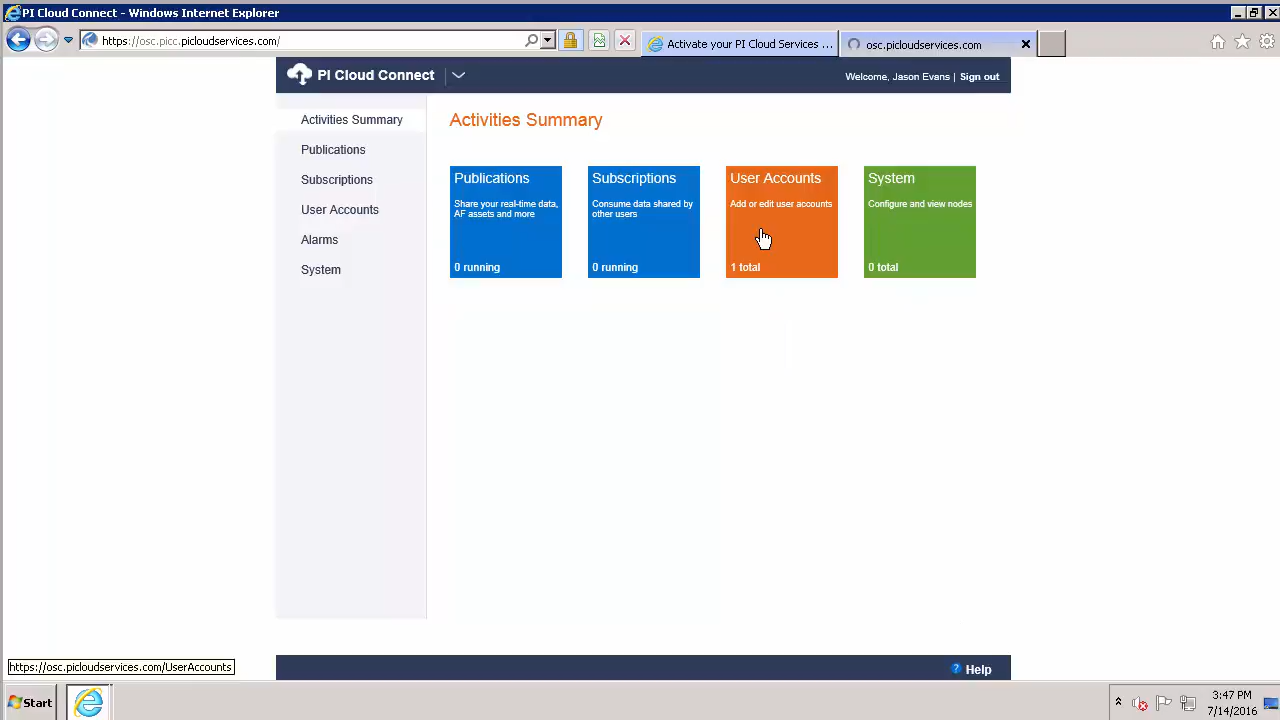 PI Cloud Connect - Windows Internet Explorer
https://osc.picc.picloudservices.com/
Activate your PI Cloud Services ...
osc.picloudservices.com
PI Cloud Connect
Welcome, Jason Evans | Sign out
Activities Summary
Publications
Subscriptions
User Accounts
Alarms
System
Activities Summary
Publications
Share your real-time data,
AF assets and more
0 running
Subscriptions
Consume data shared by
other users
0 running
User Accounts
Add or edit user accounts
1 total
System
Configure and view nodes
0 total
https://osc.picloudservices.com/UserAccounts
? Help
Start
3:47 PM
7/14/2016